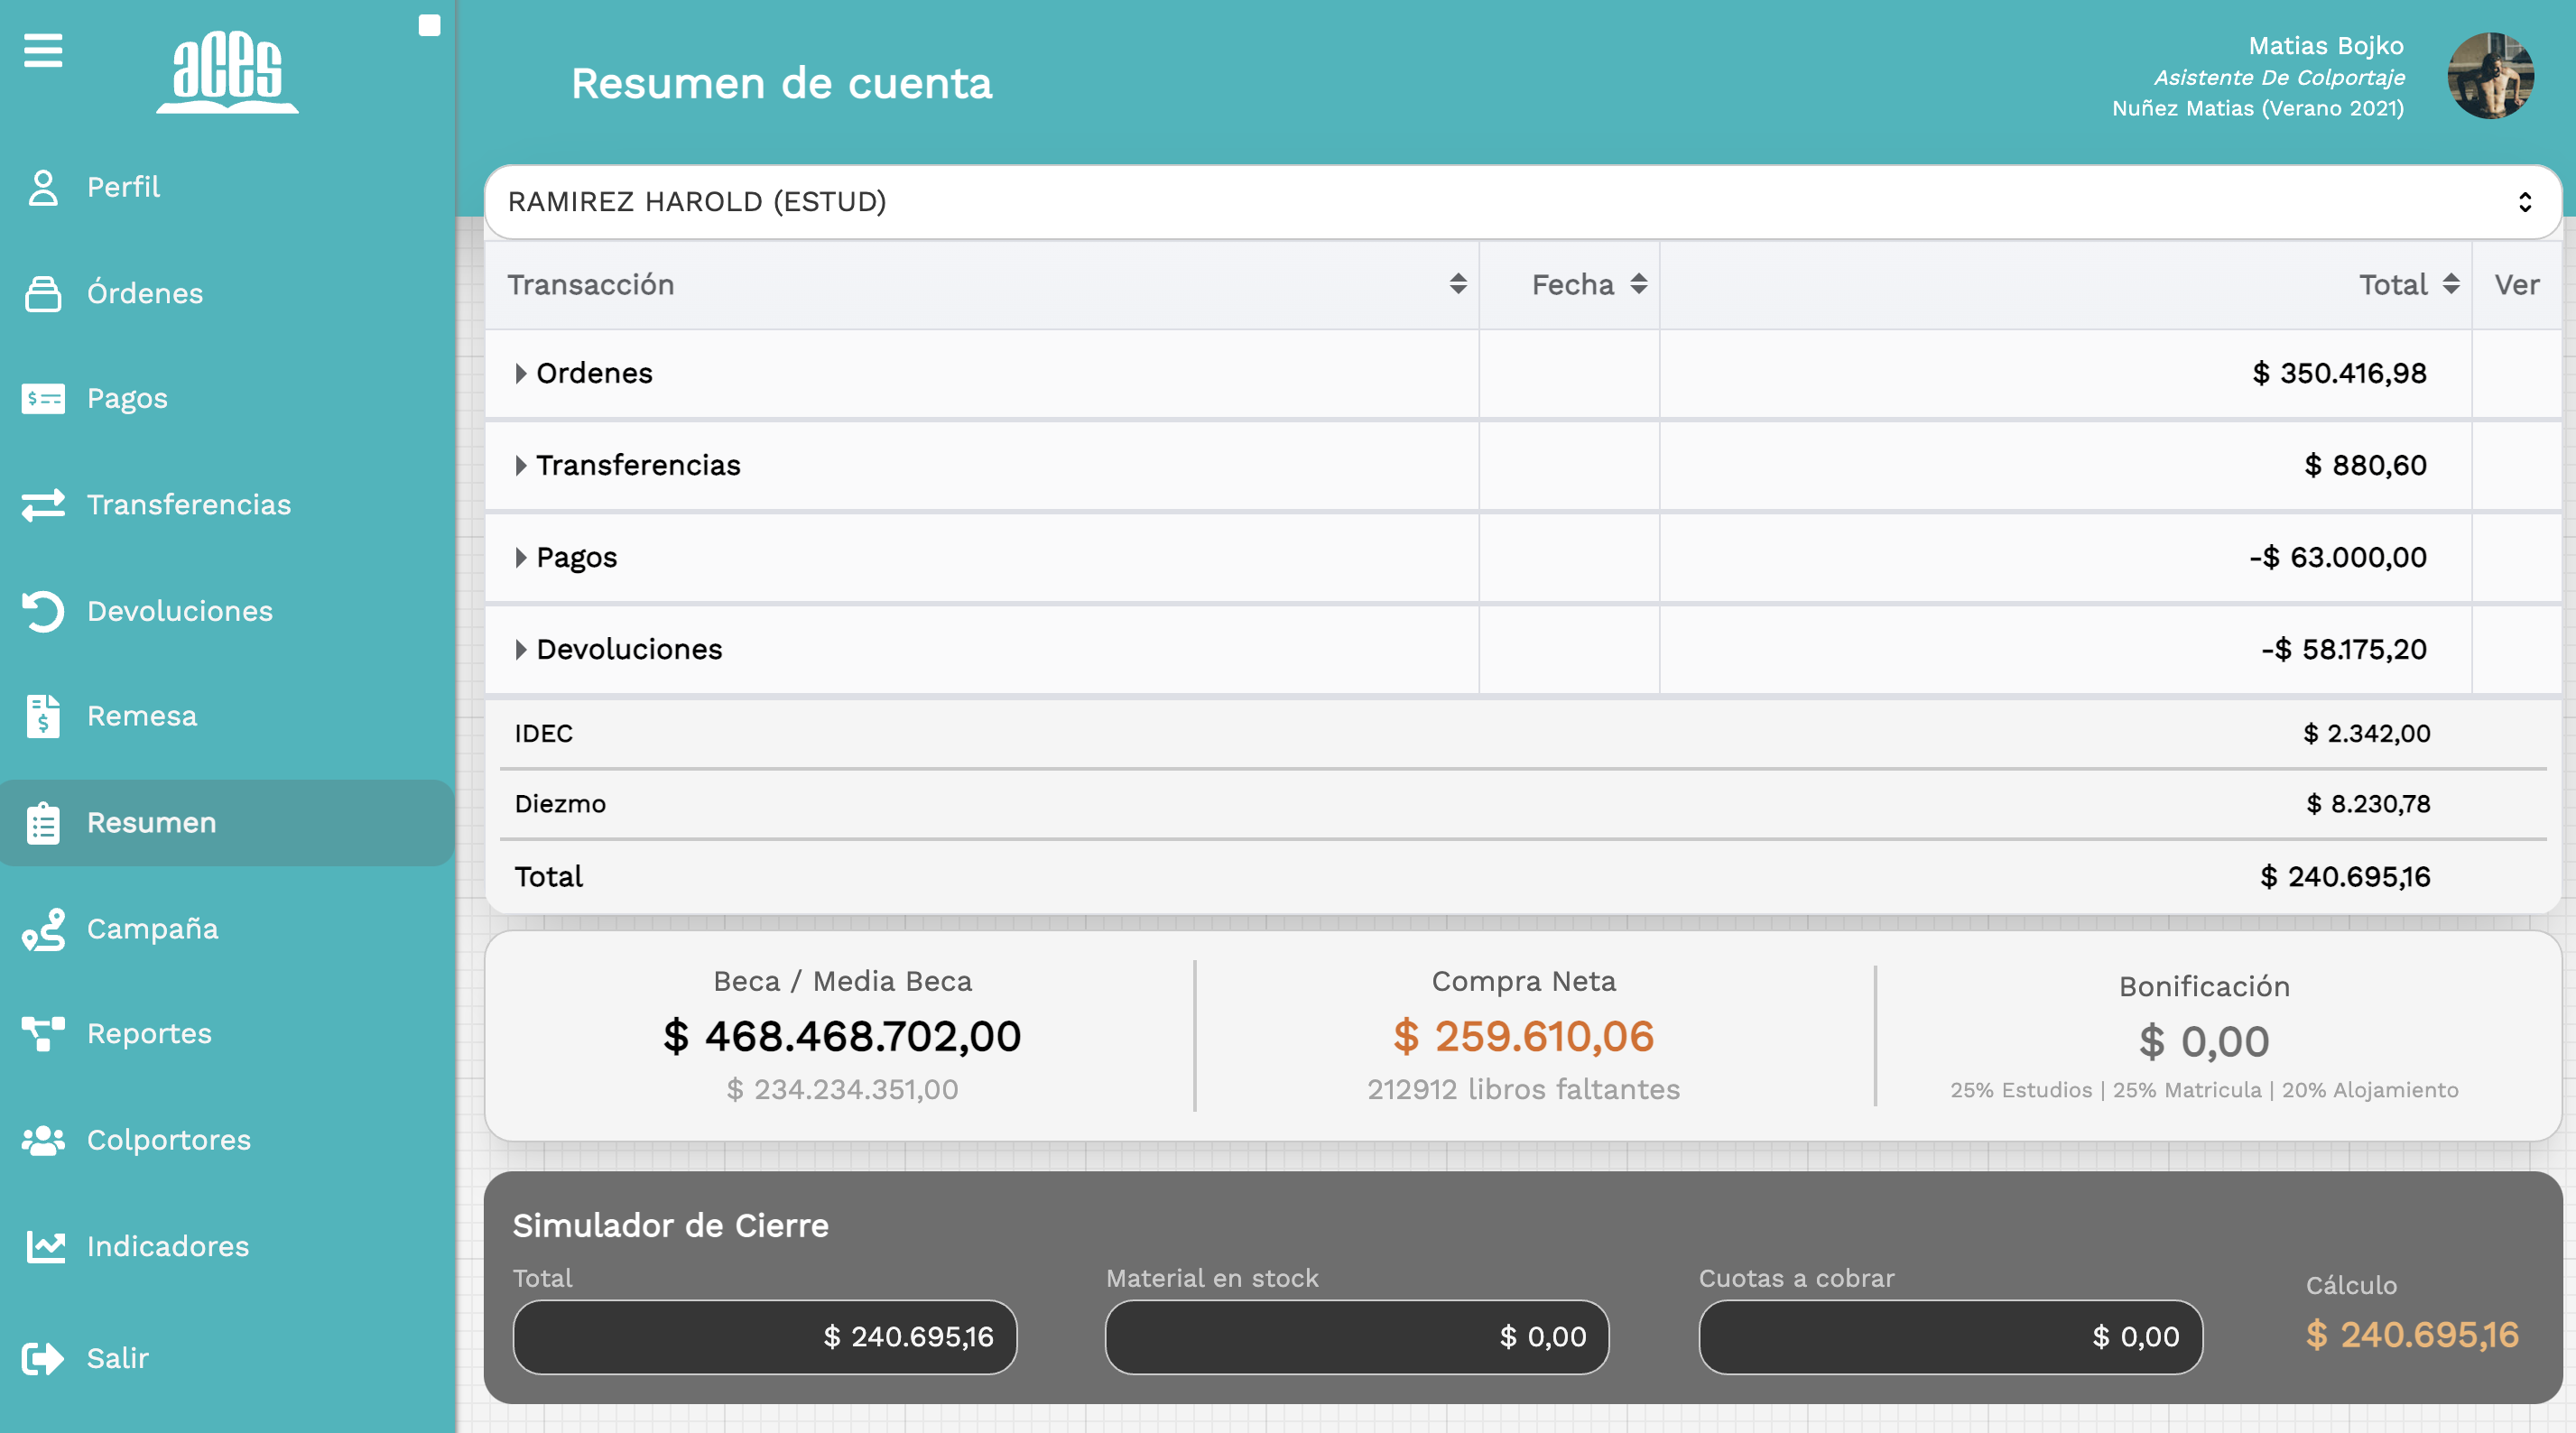 aces
Perfil
Órdenes
Pagos
Transferencias
Devoluciones
Remesa
Resumen
Campaña
Reportes
Colportores
Indicadores
Salir
Resumen de cuenta
Matias Bojko
Asistente De Colportaje
Nuñez Matias (Verano 2021)
RAMIREZ HAROLD (ESTUD)
Transacción Fecha Total Ver
Ordenes $ 350.416,98
Transferencias $ 880,60
Pagos -$ 63.000,00
Devoluciones -$ 58.175,20
IDEC $ 2.342,00
Diezmo $ 8.230,78
Total $ 240.695,16
Beca / Media Beca
$ 468.468.702,00
$ 234.234.351,00
Compra Neta
$ 259.610,06
212912 libros faltantes
Bonificación
$ 0,00
25% Estudios | 25% Matricula | 20% Alojamiento
Simulador de Cierre
Total
$ 240.695,16
Material en stock
$ 0,00
Cuotas a cobrar
$ 0,00
Cálculo
$ 240.695,16